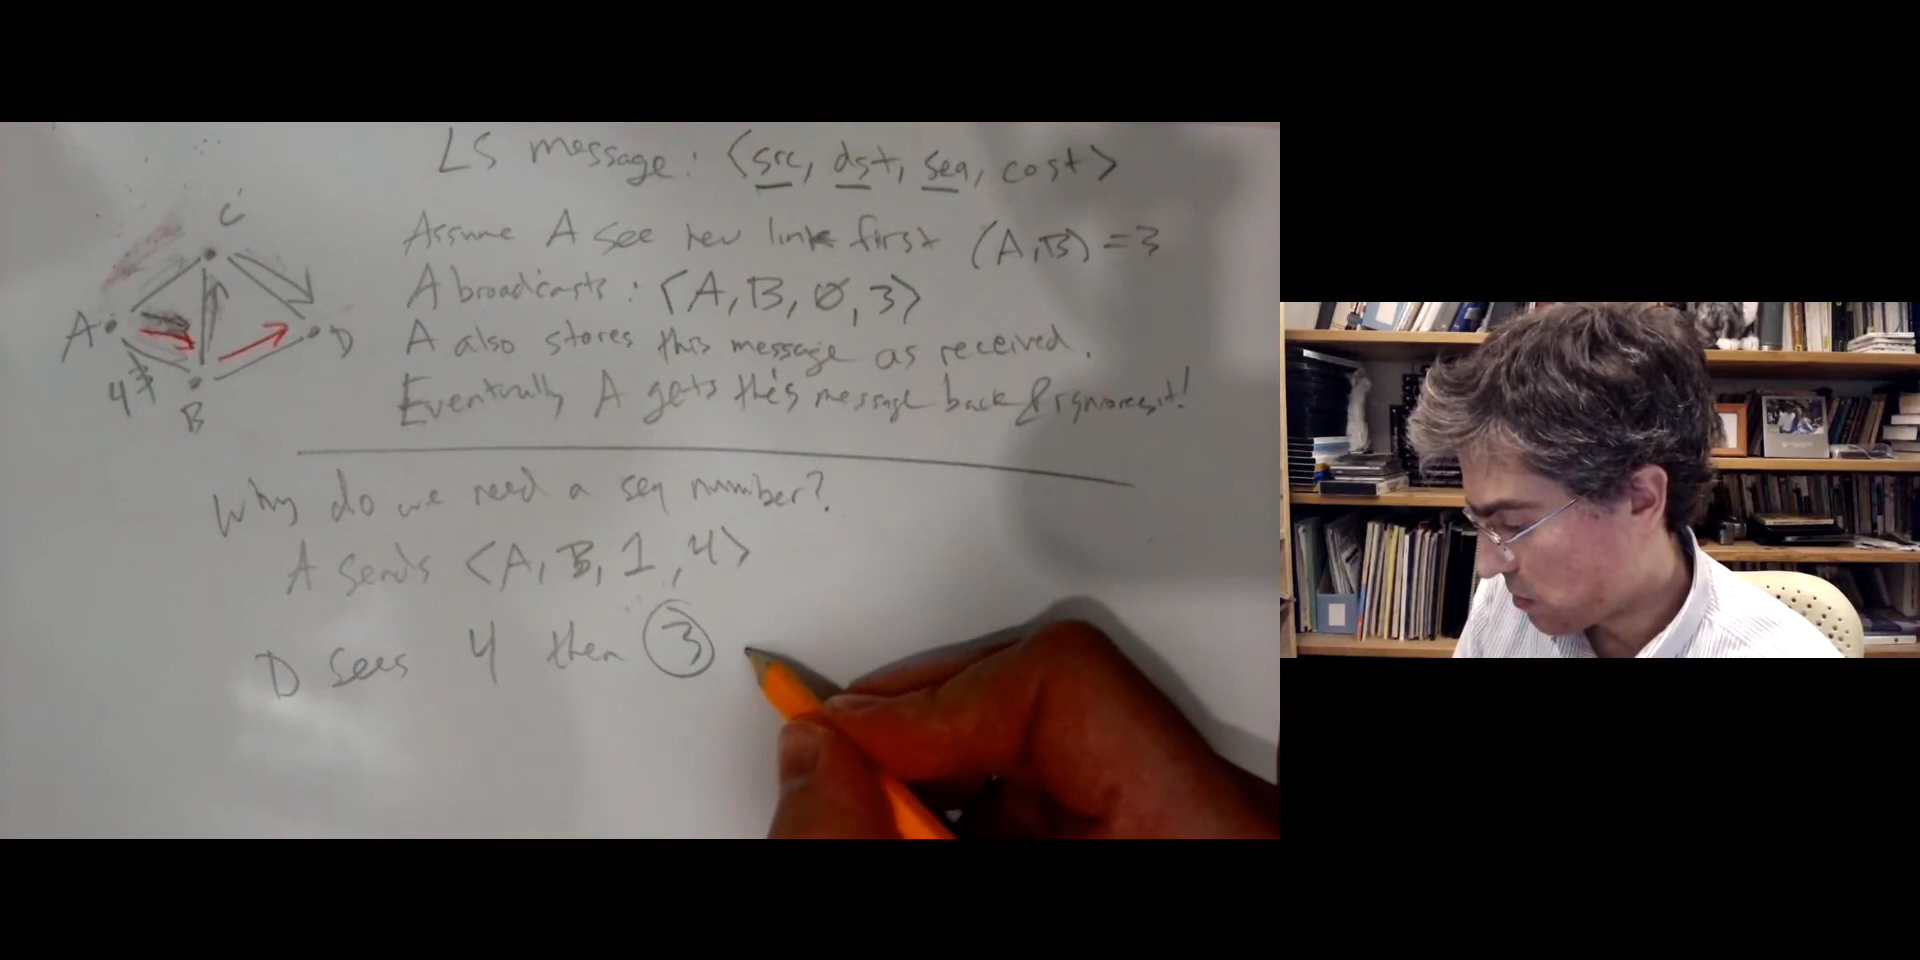 LS message: <src, dst, seq, cost>
C
Assume A see new link first (A,B) = 3
A broadcasts: <A, B, 0, 3>
A
D
A also stores this message as received.
4
3
B
Eventually A gets this message back & ignores it!
Why do we need a seq number?
A sends <A, B, 1, 4>
D sees 4 then 3